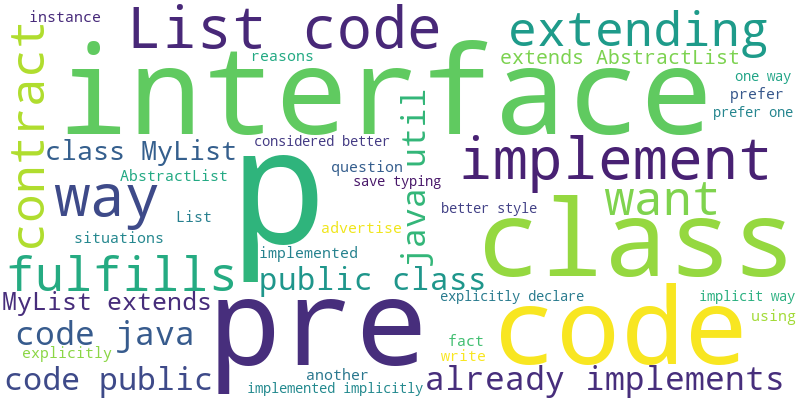 instance
List code
extending
contract
interface
reasons
extends AbstractList
one way
prefer
prefer one
java util
considered better
class MyList
p
question
implement
save typing
AbstractList
way
want
class
List
better style
advertise
situations
implemented
fulfills
public class
MyList extends
pre
explicitly declare
implicit way
code
using
code java
fact
explicitly
write
another
code public
implemented implicitly
already implements